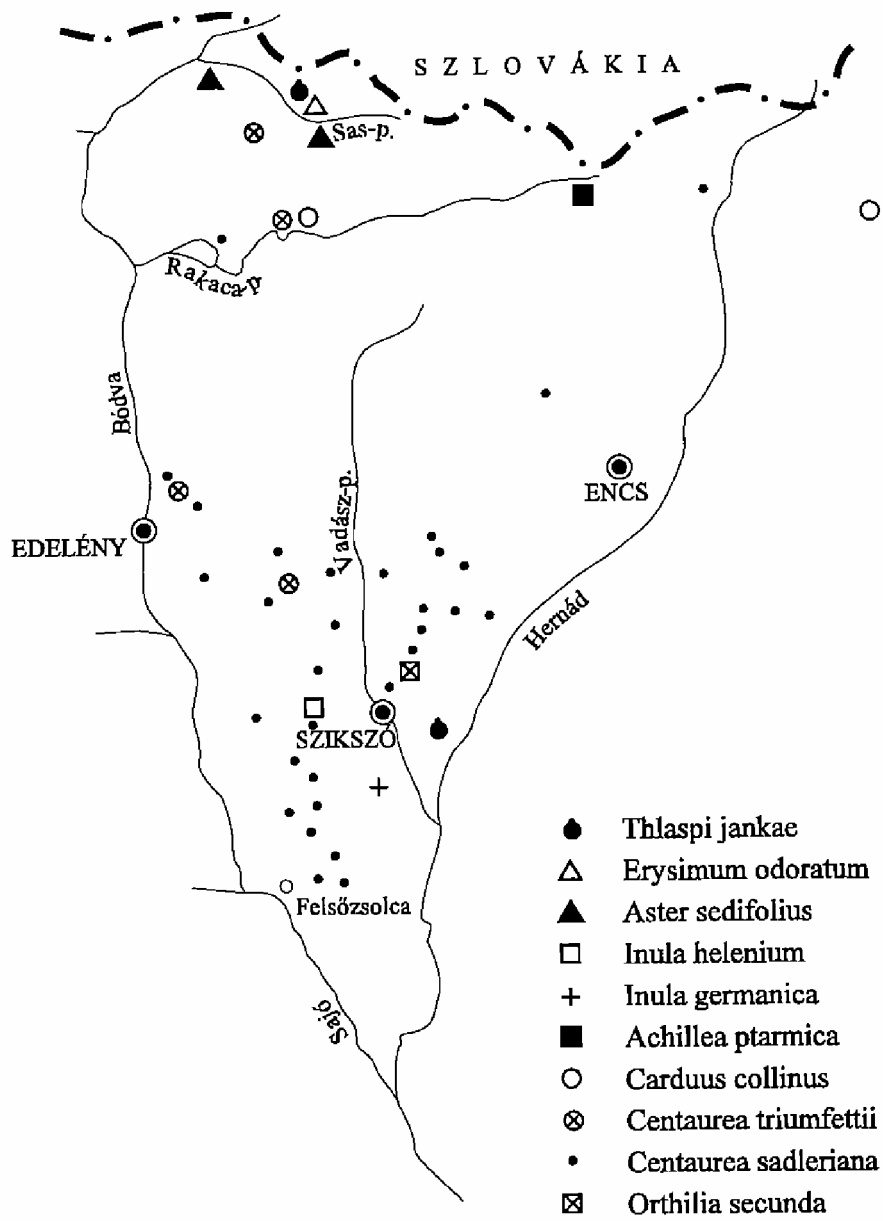 SZLOVÁKIA
Sas-p.
Rakaca-p
Bódva
Vadász-p.
ENCS
EDELÉNY
Hernád
SZIKSZÓ
Felsőzsolca
Sajó
Thlaspi jankae
Erysimum odoratum
Aster sedifolius
Inula helenium
Inula germanica
Achillea ptarmica
Carduus collinus
Centaurea triumfettii
Centaurea sadleriana
Orthilia secunda